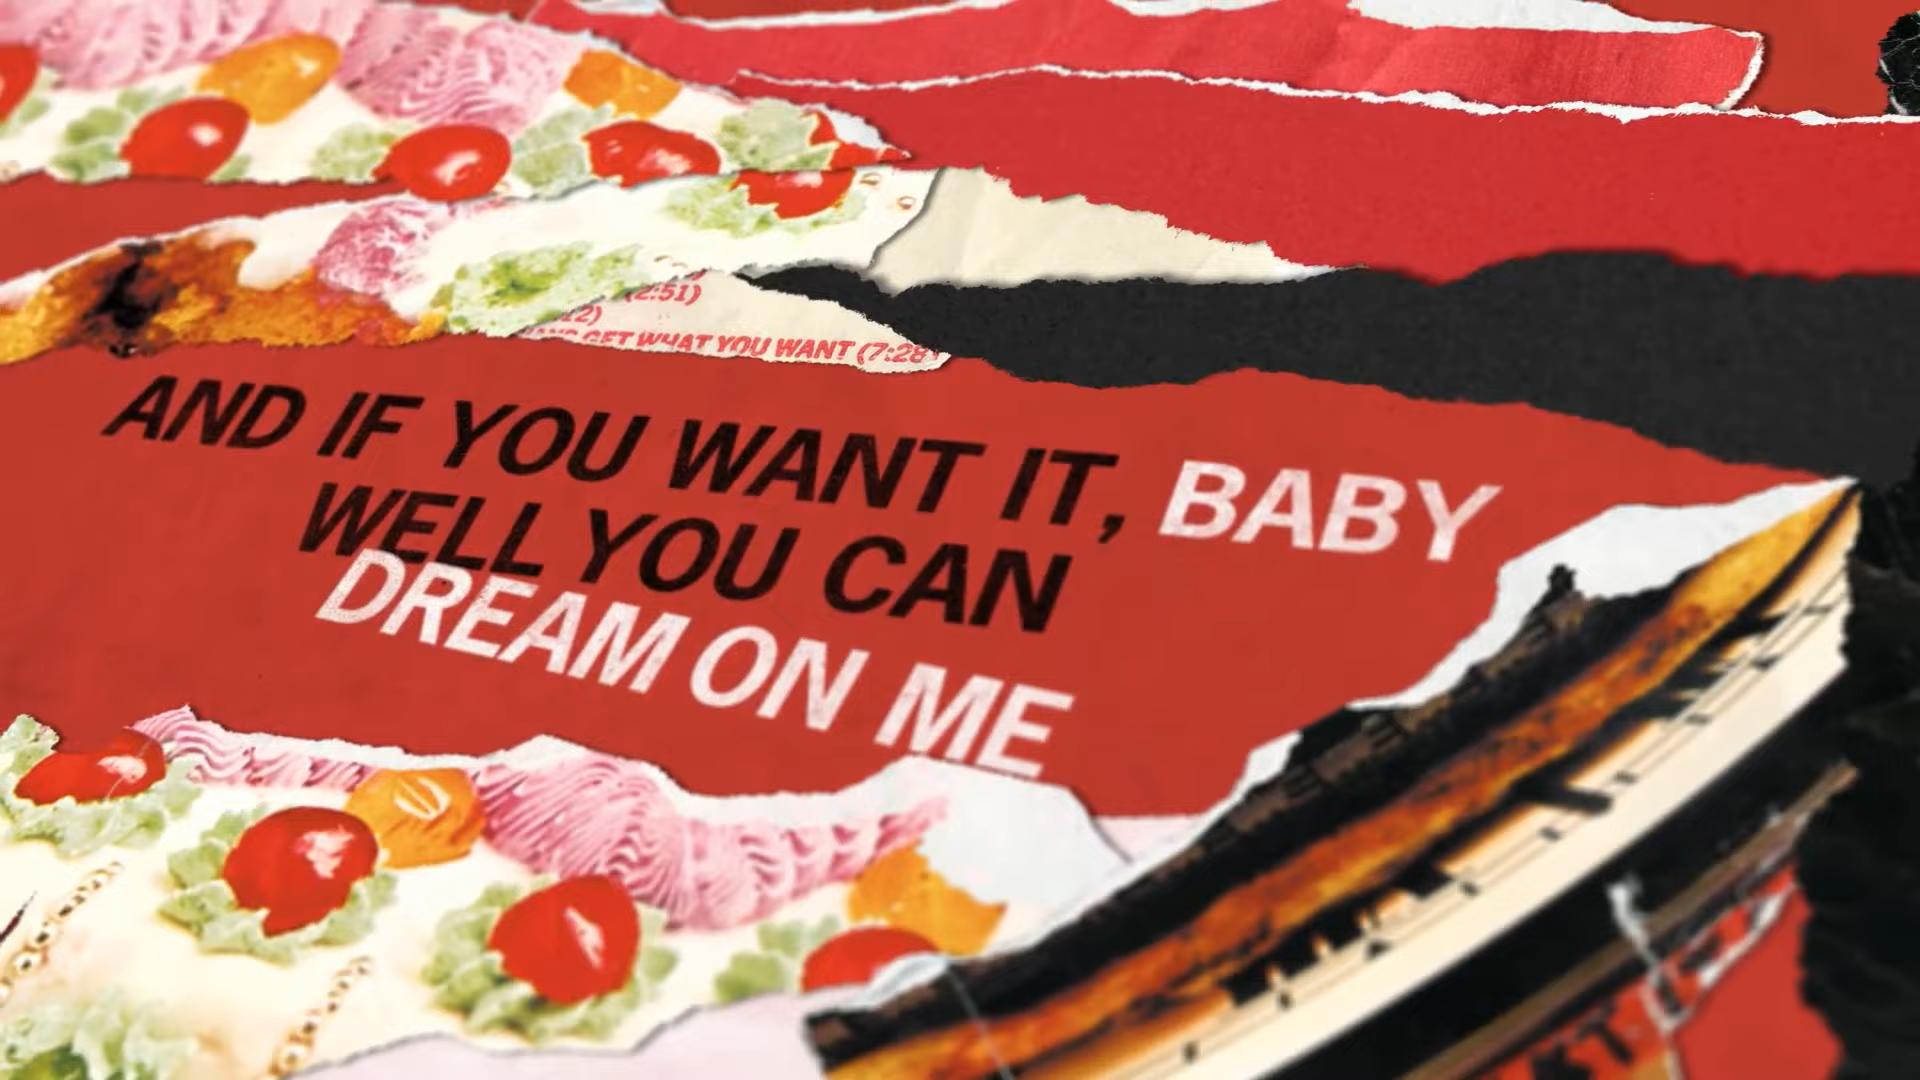 (2:51)
GET WHAT YOU WANT (7:28)
AND IF YOU WANT IT, BABY
WELL YOU CAN
DREAM ON ME